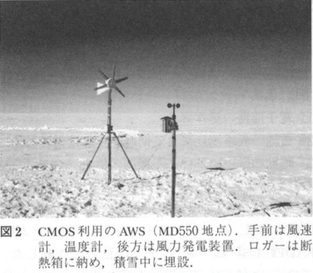 図2 CMOS利用のAWS（MD550地点）．手前は風速
計，温度計，後方は風力発電装置．ロガーは断
熱箱に納め，積雪中に埋設．